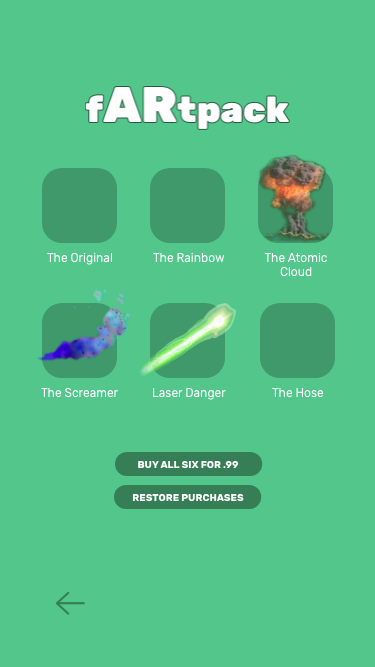 fARtpack
The Original
The Rainbow
The Atomic
Cloud
The Screamer
Laser Danger
The Hose
BUY ALL SIX FOR .99
RESTORE PURCHASES